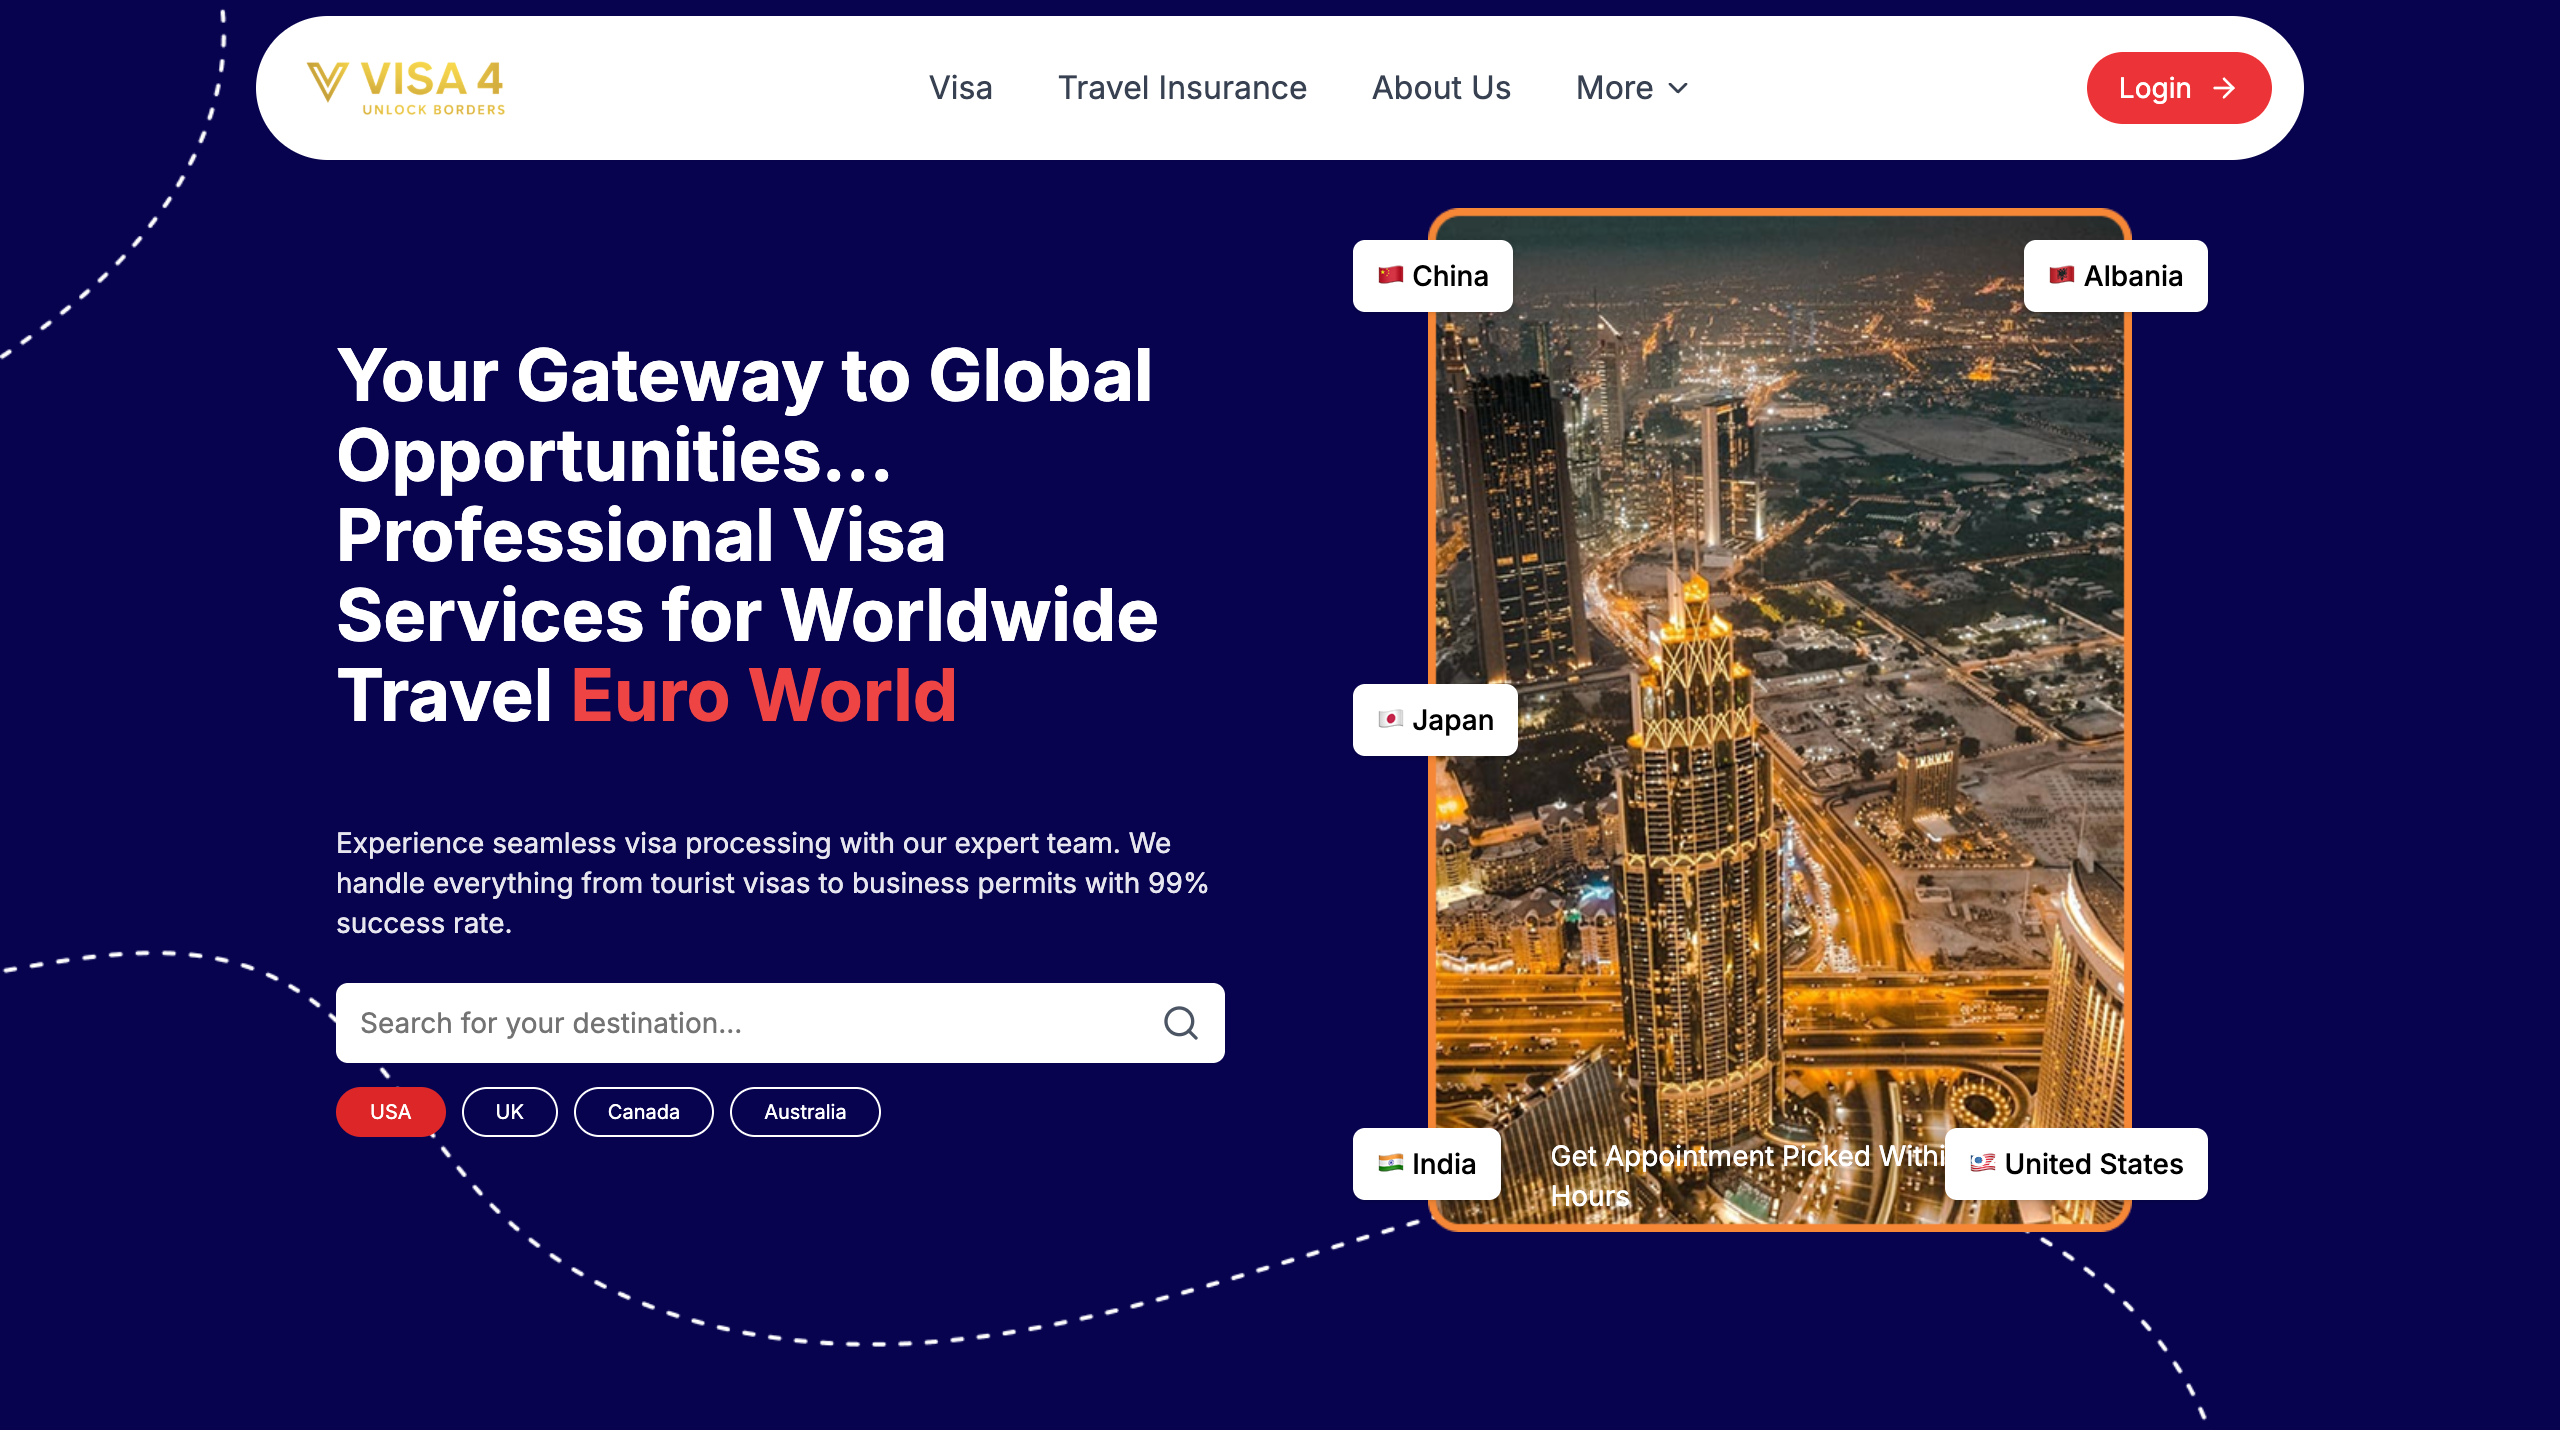 VISA 4
UNLOCK BORDERS
Visa
Travel Insurance
About Us
More
Login
Your Gateway to Global
Opportunities...
Professional Visa
Services for Worldwide
Travel Euro World
Experience seamless visa processing with our expert team. We
handle everything from tourist visas to business permits with 99%
success rate.
Search for your destination...
USA
UK
Canada
Australia
China
Albania
Japan
India
Get Appointment Picked Withi
Hours
United States